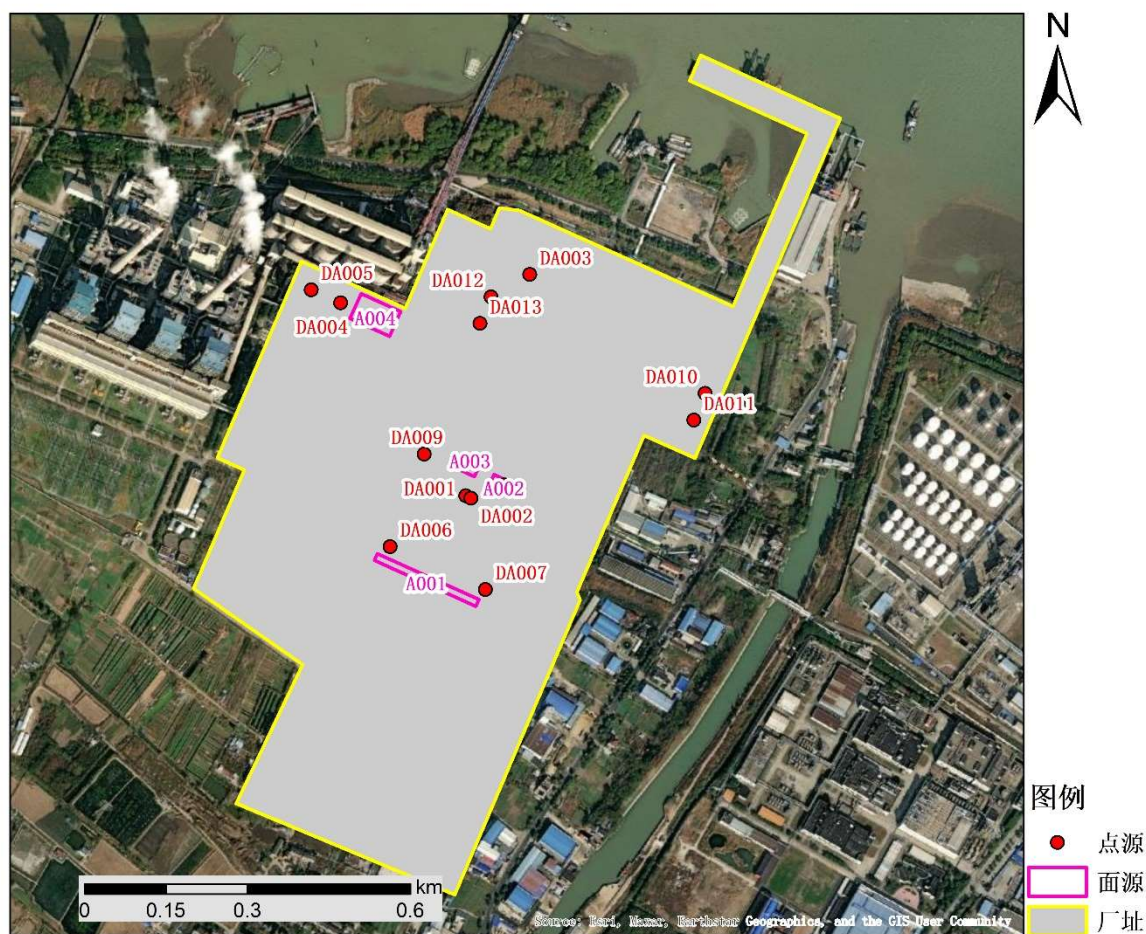 N
DA003
DA005
DA012
DA013
DA004
A004
DA010
DA011
DA009
A003
DA001
A002
DA002
DA006
DA007
A001
图例
点源
面源
厂址
km
0 0.15 0.3 0.6
Source: Esri, Maxar, Earthstar Geographics, and the GIS User Community